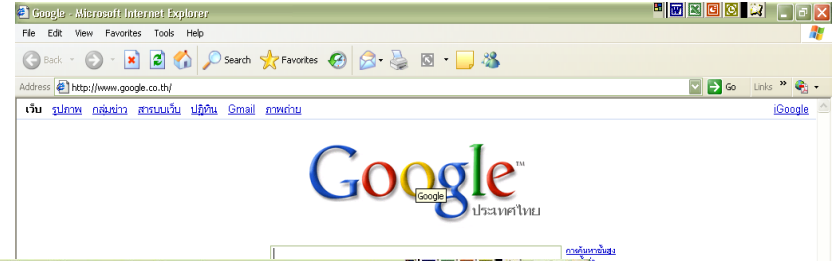 Google - Microsoft Internet Explorer
File Edit View Favorites Tools Help
Back Search Favorites
Address http://www.google.co.th/ Go Links »
เว็บ รูปภาพ กลุ่มข่าว สารบบเว็บ ปฏิทิน Gmail ภาพถ่าย iGoogle
Google™
Google
ประเทศไทย
การค้นหาขั้นสูง